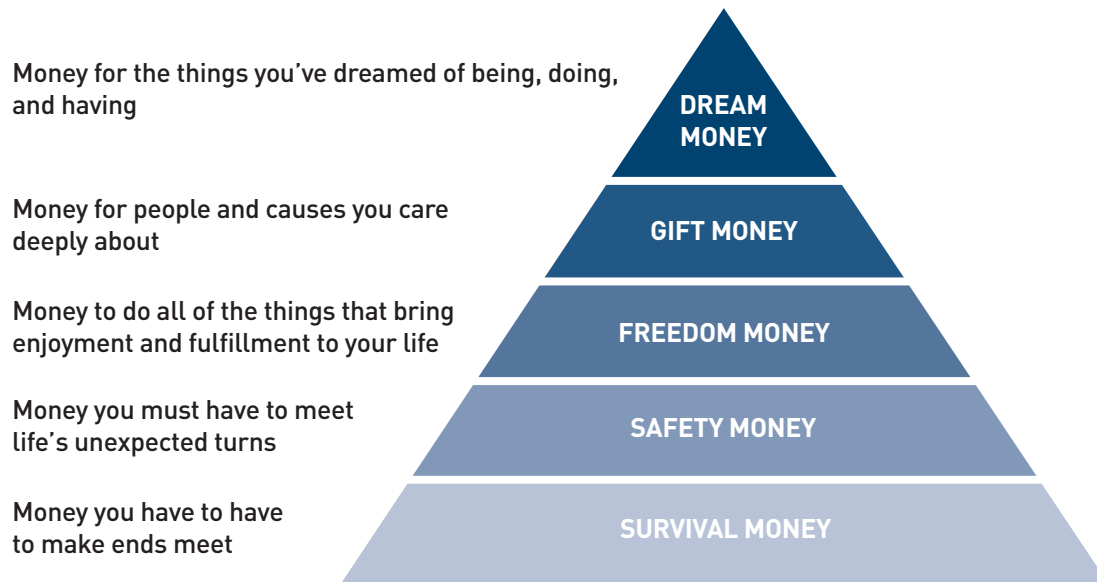 Money for the things you’ve dreamed of being, doing,
and having
DREAM
MONEY
Money for people and causes you care
deeply about
GIFT MONEY
Money to do all of the things that bring
enjoyment and fulfillment to your life
FREEDOM MONEY
Money you must have to meet
life’s unexpected turns
SAFETY MONEY
Money you have to have
to make ends meet
SURVIVAL MONEY